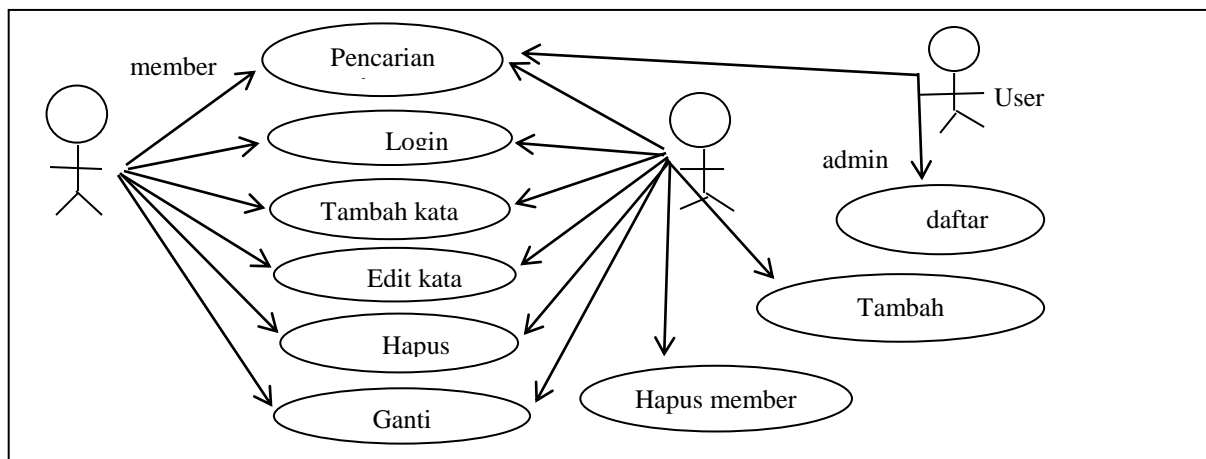 Pencarian
member
User
Login
admin
Tambah kata
daftar
Edit kata
Tambah
Hapus
Hapus member
Ganti